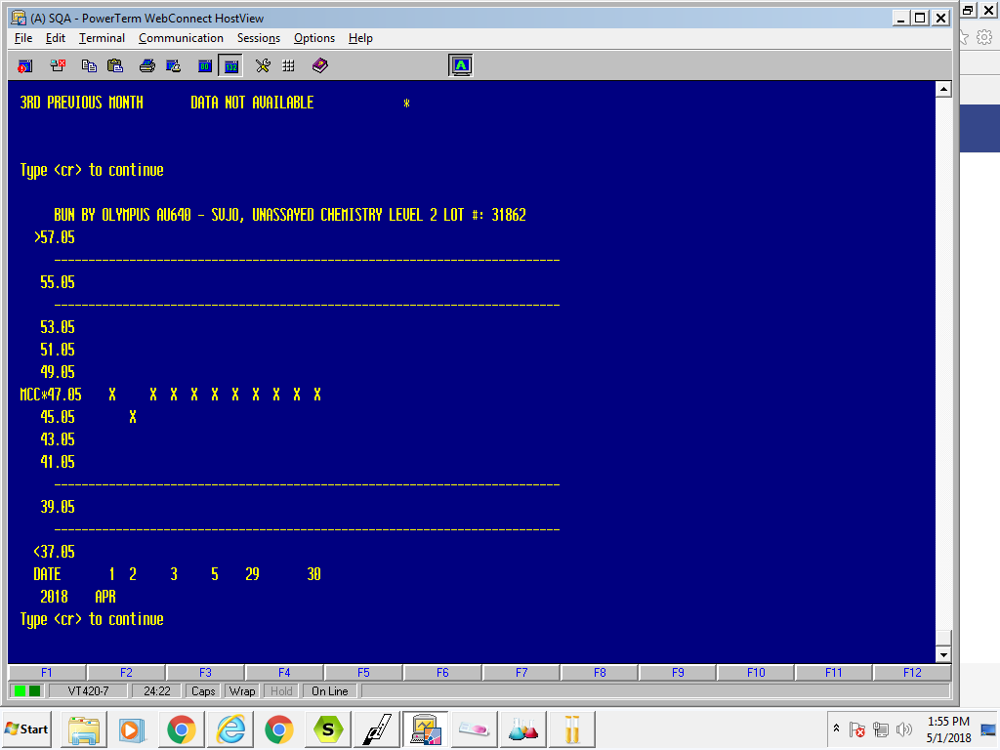 (A) SQA - PowerTerm WebConnect HostView
File Edit Terminal Communication Sessions Options Help
80 132 A
3RD PREVIOUS MONTH DATA NOT AVAILABLE *
Type <cr> to continue
BUN BY OLYMPUS AU640 - SVJO, UNASSAYED CHEMISTRY LEVEL 2 LOT #: 31862
>57.05
--------------------------------------------------------------------------
55.05
--------------------------------------------------------------------------
53.05
51.05
49.05
MCC*47.05 X X X X X X X X X X
45.05 X
43.05
41.05
--------------------------------------------------------------------------
39.05
--------------------------------------------------------------------------
<37.05
DATE 1 2 3 5 29 30
2018 APR
Type <cr> to continue
F1 F2 F3 F4 F5 F6 F7 F8 F9 F10 F11 F12
VT420-7 24:22 Caps Wrap Hold On Line
Start S 1:55 PM
5/1/2018